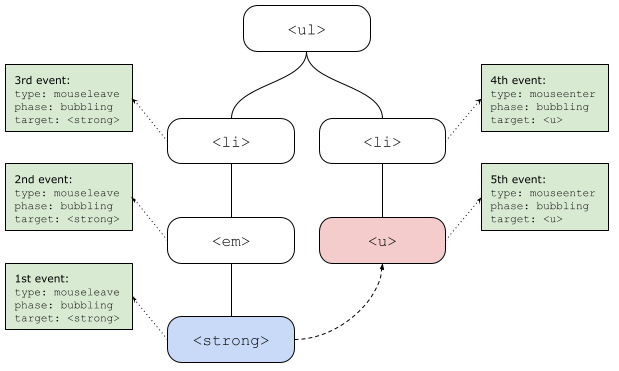 <ul>
3rd event:
type: mouseleave
phase: bubbling
target: <strong>
4th event:
type: mouseenter
phase: bubbling
target: <u>
<li>
<li>
2nd event:
type: mouseleave
phase: bubbling
target: <strong>
5th event:
type: mouseenter
phase: bubbling
target: <u>
<em>
<u>
1st event:
type: mouseleave
phase: bubbling
target: <strong>
<strong>